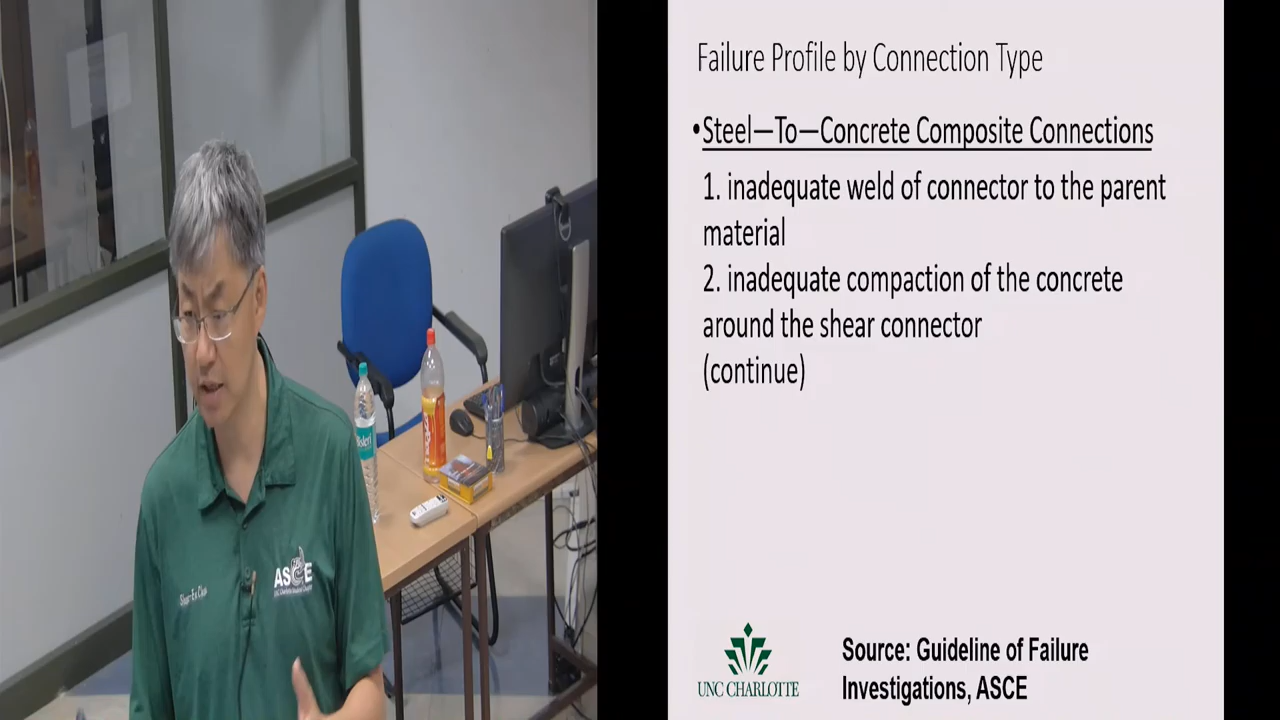 Failure Profile by Connection Type
•Steel—To—Concrete Composite Connections
1. inadequate weld of connector to the parent
material
2. inadequate compaction of the concrete
around the shear connector
(continue)
UNC CHARLOTTE
Source: Guideline of Failure
Investigations, ASCE
ASCE